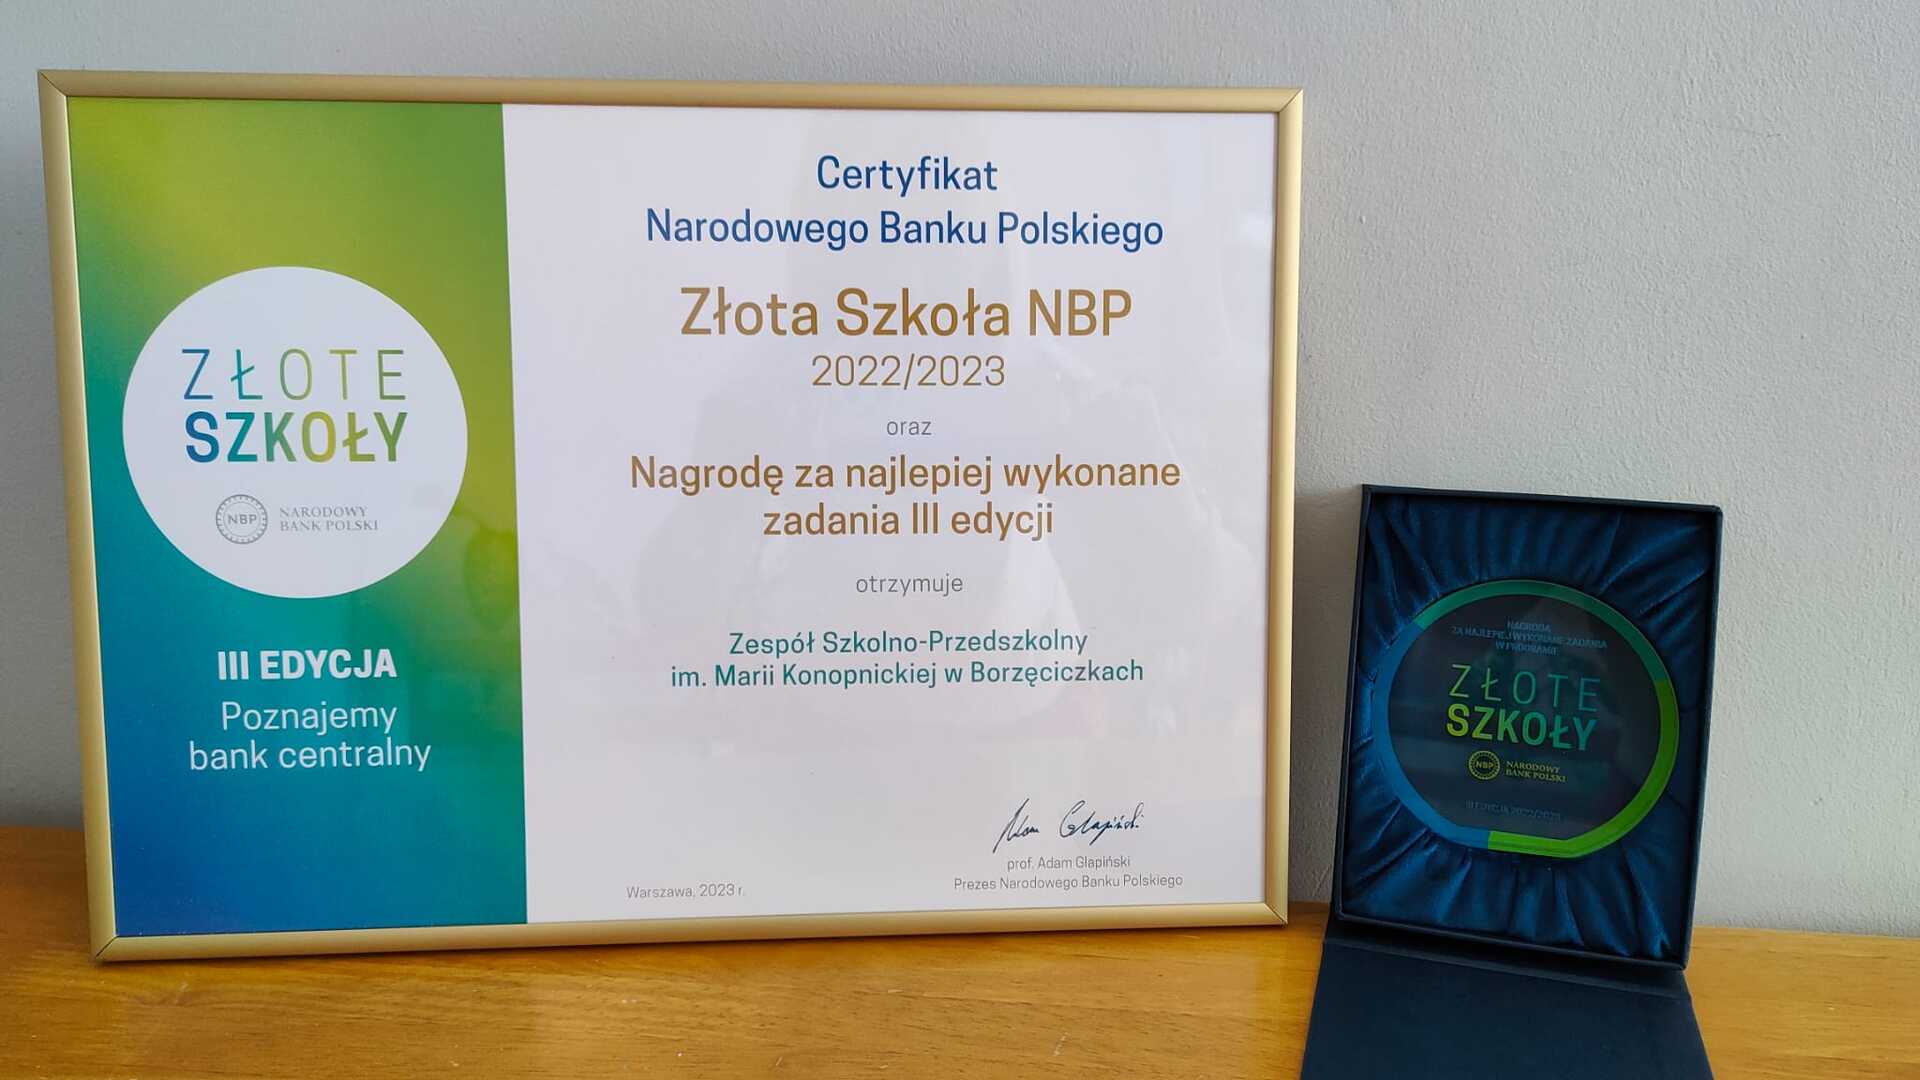 ZŁOTE
SZKOŁY
NBP
NARODOWY
BANK POLSKI
III EDYCJA
Poznajemy
bank centralny
Certyfikat
Narodowego Banku Polskiego
Złota Szkoła NBP
2022/2023
oraz
Nagrodę za najlepiej wykonane
zadania III edycji
otrzymuje
Zespół Szkolno-Przedszkolny
im. Marii Konopnickiej w Borzęciczkach
Adam Glapiński
prof. Adam Glapiński
Prezes Narodowego Banku Polskiego
Warszawa, 2023 r.
NAGRODA
ZA NAJLEPIEJ WYKONANE ZADANIA
W PROGRAMIE
ZŁOTE
SZKOŁY
NBP
NARODOWY
BANK POLSKI
III EDYCJA 2022/2023